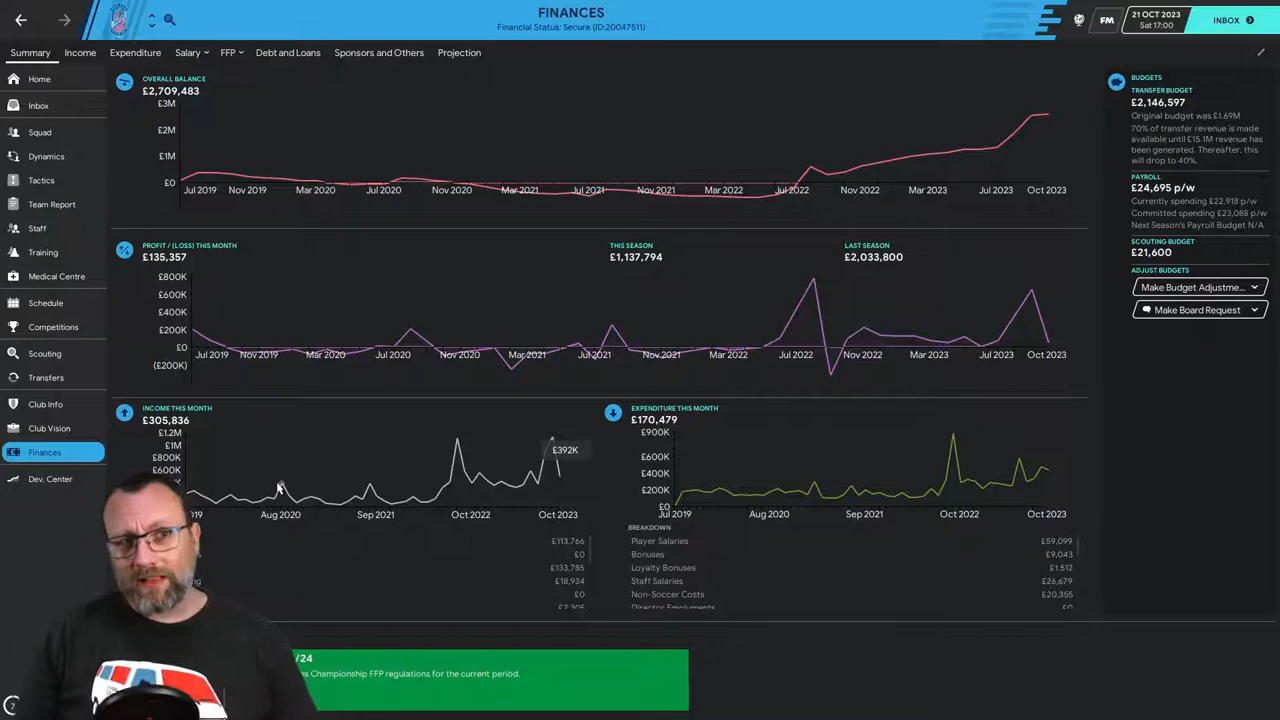 FINANCES
Financial Status: Secure (ID:20047511)
FM
21 OCT 2023
Sat 17:00
INBOX
Summary
Income
Expenditure
Salary
FFP
Debt and Loans
Sponsors and Others
Projection
Home
Inbox
Squad
Dynamics
Tactics
Team Report
Staff
Training
Medical Centre
Schedule
Competitions
Scouting
Transfers
Club Info
Club Vision
Finances
Dev. Center
OVERALL BALANCE
£2,709,483
£3M
£2M
£1M
£0
Jul 2019 Nov 2019 Mar 2020 Jul 2020 Nov 2020 Mar 2021 Jul 2021 Nov 2021 Mar 2022 Jul 2022 Nov 2022 Mar 2023 Jul 2023 Oct 2023
PROFIT / (LOSS) THIS MONTH
£135,357
THIS SEASON
£1,137,794
LAST SEASON
£2,033,800
£800K
£600K
£400K
£200K
£0
(£200K)
Jul 2019 Nov 2019 Mar 2020 Jul 2020 Nov 2020 Mar 2021 Jul 2021 Nov 2021 Mar 2022 Jul 2022 Nov 2022 Mar 2023 Jul 2023 Oct 2023
INCOME THIS MONTH
£305,836
£1.2M
£1M
£800K
£600K
£392K
Aug 2020 Sep 2021 Oct 2022 Oct 2023
£113,766
£0
£133,785
£18,934
£0
£2,305
EXPENDITURE THIS MONTH
£170,479
£900K
£600K
£400K
£200K
£0
Jul 2019 Aug 2020 Sep 2021 Oct 2022 Oct 2023
BREAKDOWN
Player Salaries £59,099
Bonuses £9,043
Loyalty Bonuses £1,512
Staff Salaries £26,679
Non-Soccer Costs £20,355
Director Emoluments £0
/24
Championship FFP regulations for the current period.
BUDGETS
TRANSFER BUDGET
£2,146,597
Original budget was £1.69M
70% of transfer revenue is made
available until £15.1M revenue has
been generated. Thereafter, this
will drop to 40%.
PAYROLL
£24,695 p/w
Currently spending £22,918 p/w
Committed spending £23,088 p/w
Next Season's Payroll Budget N/A
SCOUTING BUDGET
£21,600
ADJUST BUDGETS
Make Budget Adjustme...
Make Board Request